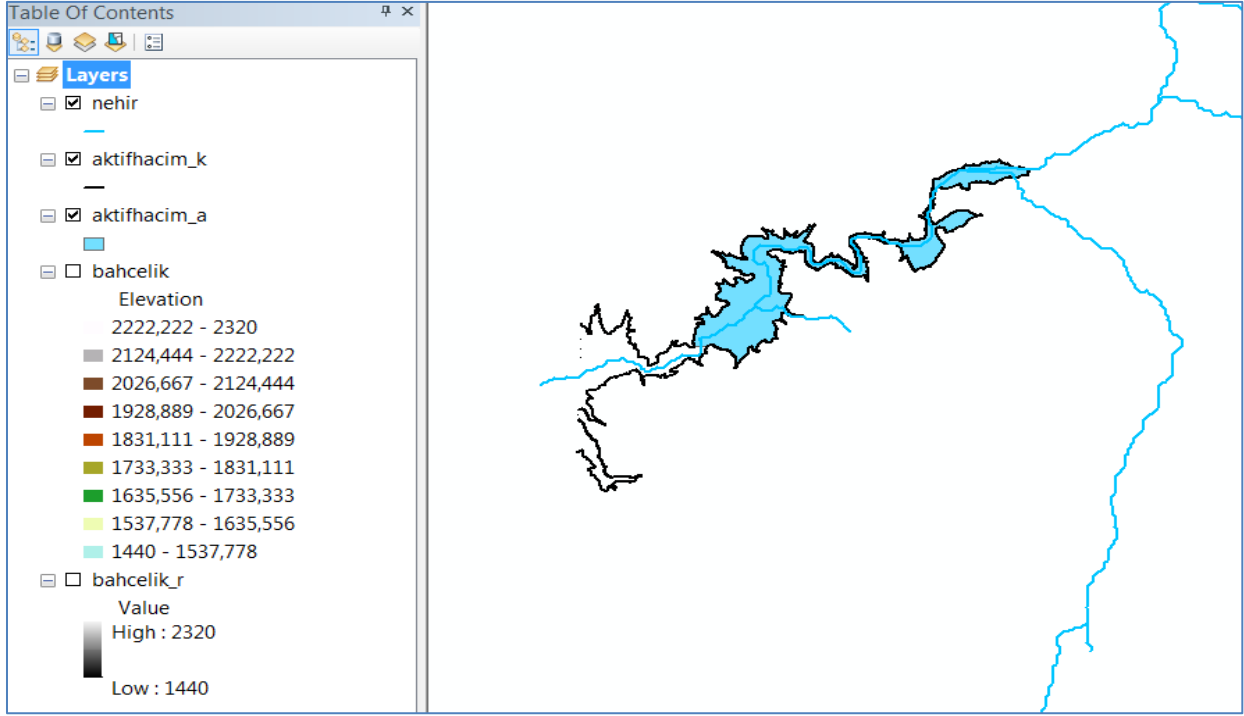 Table Of Contents
Layers
nehir
aktifhacim_k
aktifhacim_a
bahcelik
Elevation
2222,222 - 2320
2124,444 - 2222,222
2026,667 - 2124,444
1928,889 - 2026,667
1831,111 - 1928,889
1733,333 - 1831,111
1635,556 - 1733,333
1537,778 - 1635,556
1440 - 1537,778
bahcelik_r
Value
High : 2320
Low : 1440